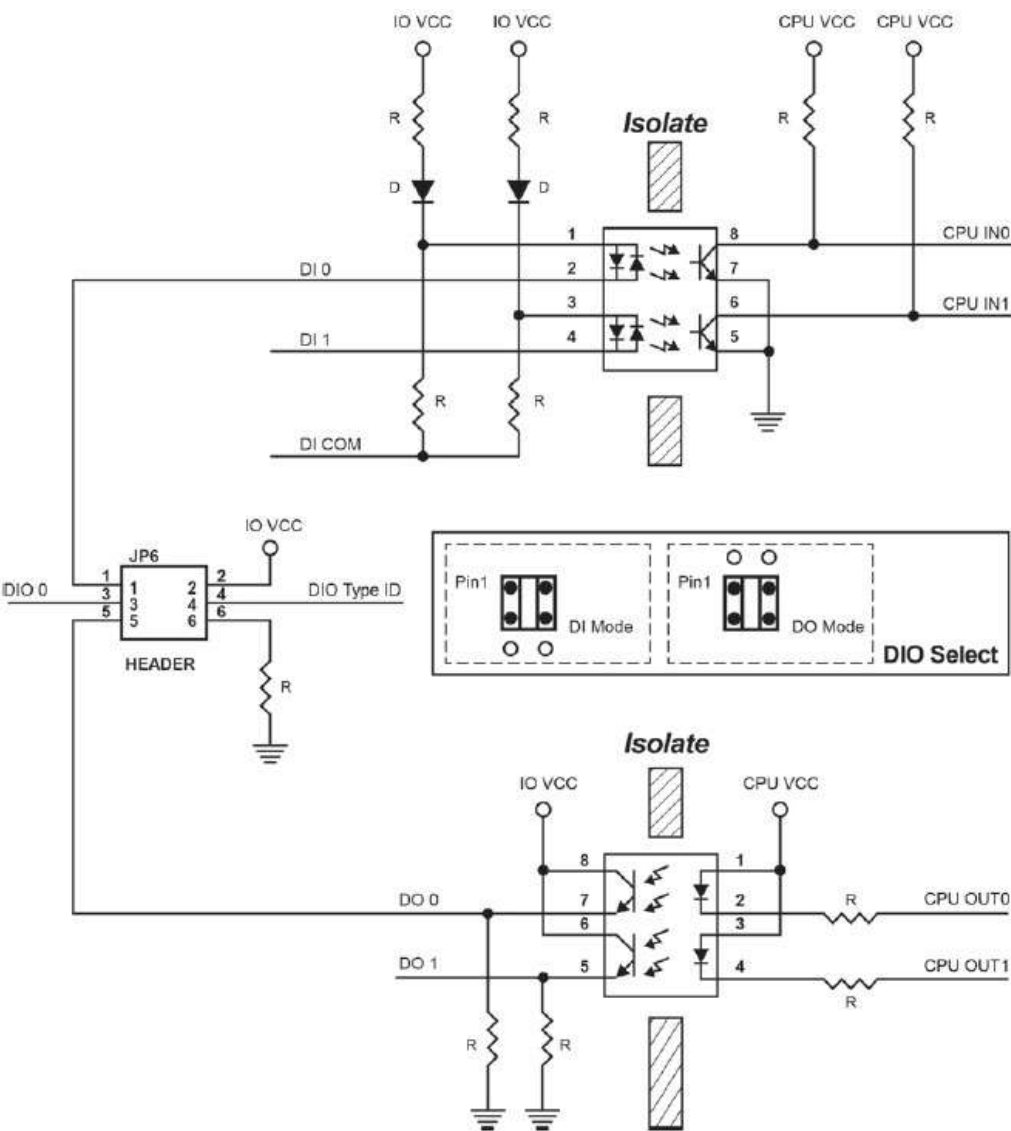 IO VCC IO VCC CPU VCC CPU VCC
R R R R
Isolate
D D
1 8 CPU IN0
DI 0 2 7
3 6 CPU IN1
DI 1 4 5
R R
DI COM
IO VCC
JP6
1 1 2 2
DIO 0 3 3 4 4 DIO Type ID
5 5 6 6
HEADER
R
Pin1 Pin1
DI Mode DO Mode
DIO Select
Isolate
IO VCC CPU VCC
8 1
DO 0 7 2 R CPU OUT0
6 3
DO 1 5 4 CPU OUT1
R
R R